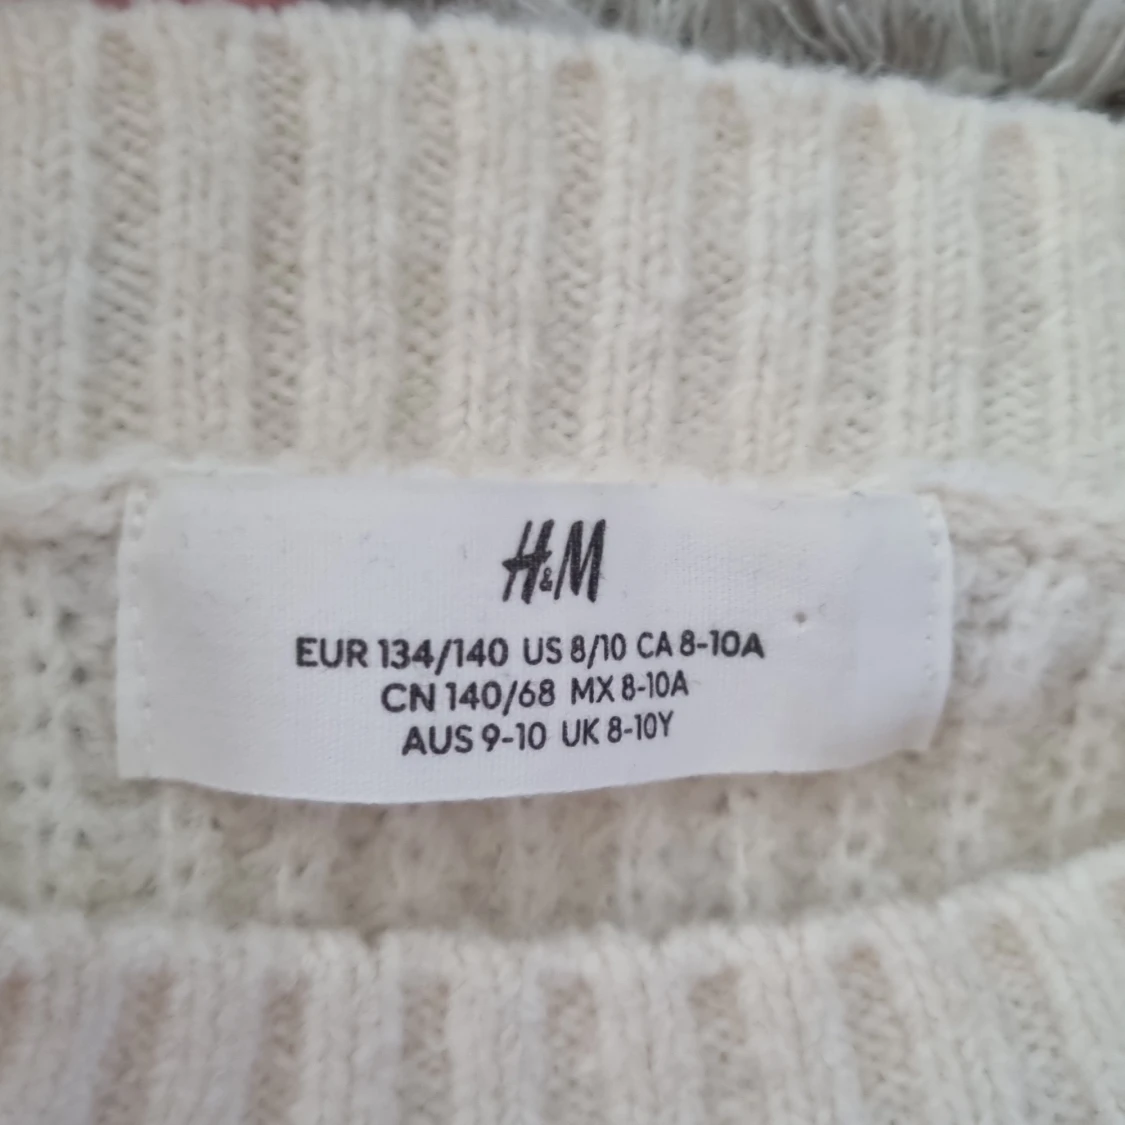 H&M
EUR 134/140 US 8/10 CA 8-10A
CN 140/68 MX 8-10A
AUS 9-10 UK 8-10Y